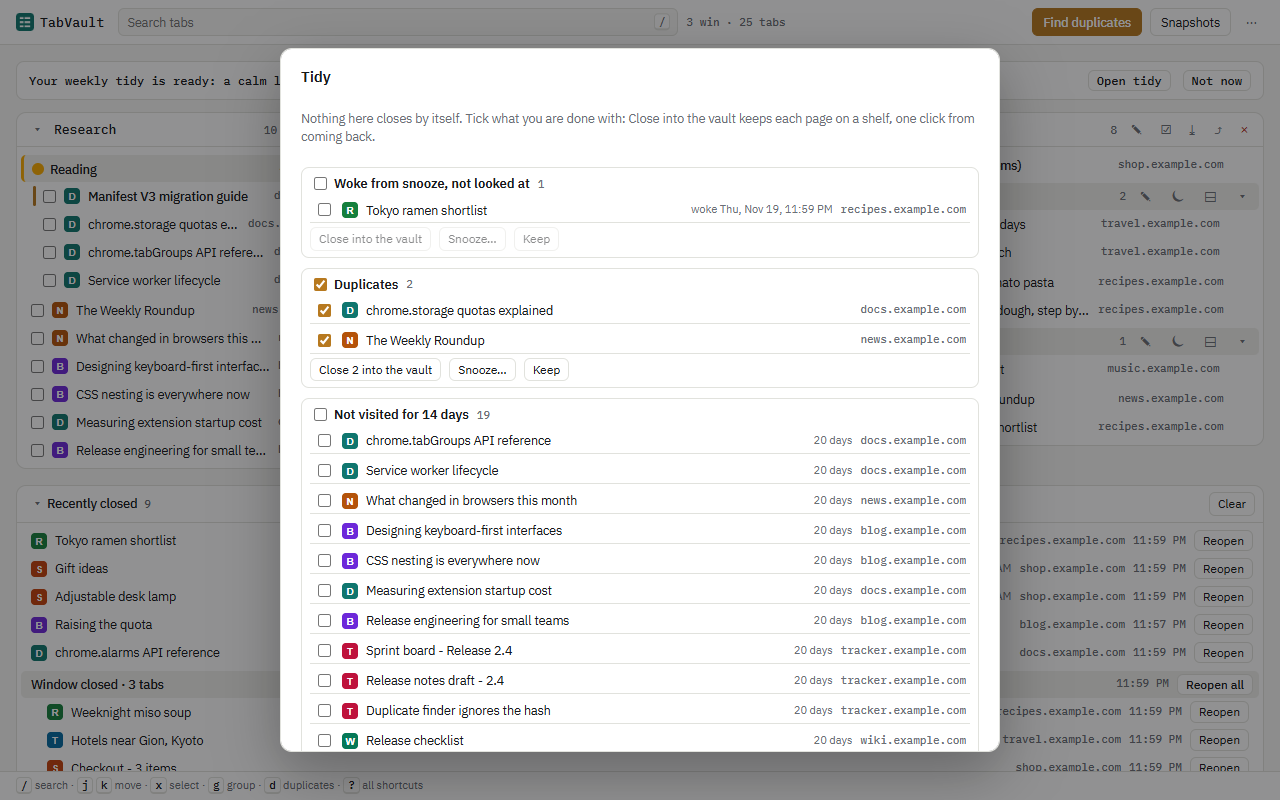 TabVault
Search tabs
/
3 win · 25 tabs
Find duplicates
Snapshots
...
Your weekly tidy is ready: a calm
Open tidy
Not now
Research
10
Reading
D Manifest V3 migration guide
D chrome.storage quotas e... docs.
D chrome.tabGroups API refere...
D Service worker lifecycle
N The Weekly Roundup news
N What changed in browsers this ...
B Designing keyboard-first interfac...
B CSS nesting is everywhere now
D Measuring extension startup cost
B Release engineering for small te...
Recently closed 9
R Tokyo ramen shortlist
S Gift ideas
S Adjustable desk lamp
B Raising the quota
D chrome.alarms API reference
Window closed · 3 tabs
R Weeknight miso soup
T Hotels near Gion, Kyoto
S Checkout - 3 items
Tidy
Nothing here closes by itself. Tick what you are done with: Close into the vault keeps each page on a shelf, one click from
coming back.
Woke from snooze, not looked at 1
R Tokyo ramen shortlist woke Thu, Nov 19, 11:59 PM recipes.example.com
Close into the vault Snooze... Keep
Duplicates 2
D chrome.storage quotas explained docs.example.com
N The Weekly Roundup news.example.com
Close 2 into the vault Snooze... Keep
Not visited for 14 days 19
D chrome.tabGroups API reference 20 days docs.example.com
D Service worker lifecycle 20 days docs.example.com
N What changed in browsers this month 20 days news.example.com
B Designing keyboard-first interfaces 20 days blog.example.com
B CSS nesting is everywhere now 20 days blog.example.com
D Measuring extension startup cost 20 days docs.example.com
B Release engineering for small teams 20 days blog.example.com
T Sprint board - Release 2.4 20 days tracker.example.com
T Release notes draft - 2.4 20 days tracker.example.com
T Duplicate finder ignores the hash 20 days tracker.example.com
W Release checklist 20 days wiki.example.com
8
shop.example.com
2
days travel.example.com
travel.example.com
pasta recipes.example.com
dough, step by... recipes.example.com
1
music.example.com
news.example.com
recipes.example.com
Clear
recipes.example.com 11:59 PM Reopen
shop.example.com 11:59 PM Reopen
shop.example.com 11:59 PM Reopen
blog.example.com 11:57 PM Reopen
docs.example.com 11:59 PM Reopen
11:59 PM Reopen all
recipes.example.com 11:59 PM Reopen
travel.example.com 11:59 PM Reopen
shop.example.com 11:59 PM Reopen
/ search · j k move · x select · g group · d duplicates · ? all shortcuts